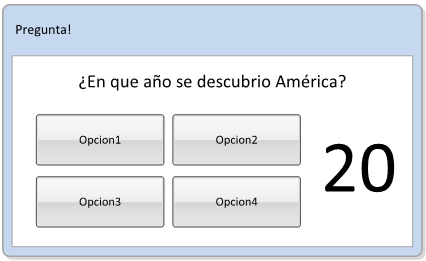 Pregunta!
¿En que año se descubrio América?
Opcion1
Opcion2
20
Opcion3
Opcion4